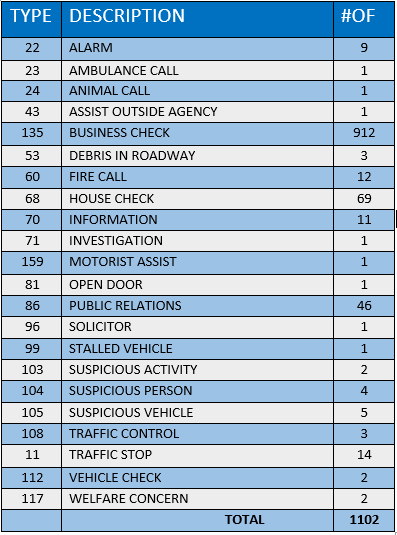 TYPE DESCRIPTION #OF
22 ALARM 9
23 AMBULANCE CALL 1
24 ANIMAL CALL 1
43 ASSIST OUTSIDE AGENCY 1
135 BUSINESS CHECK 912
53 DEBRIS IN ROADWAY 3
60 FIRE CALL 12
68 HOUSE CHECK 69
70 INFORMATION 11
71 INVESTIGATION 1
159 MOTORIST ASSIST 1
81 OPEN DOOR 1
86 PUBLIC RELATIONS 46
96 SOLICITOR 1
99 STALLED VEHICLE 1
103 SUSPICIOUS ACTIVITY 2
104 SUSPICIOUS PERSON 4
105 SUSPICIOUS VEHICLE 5
108 TRAFFIC CONTROL 3
11 TRAFFIC STOP 14
112 VEHICLE CHECK 2
117 WELFARE CONCERN 2
TOTAL 1102